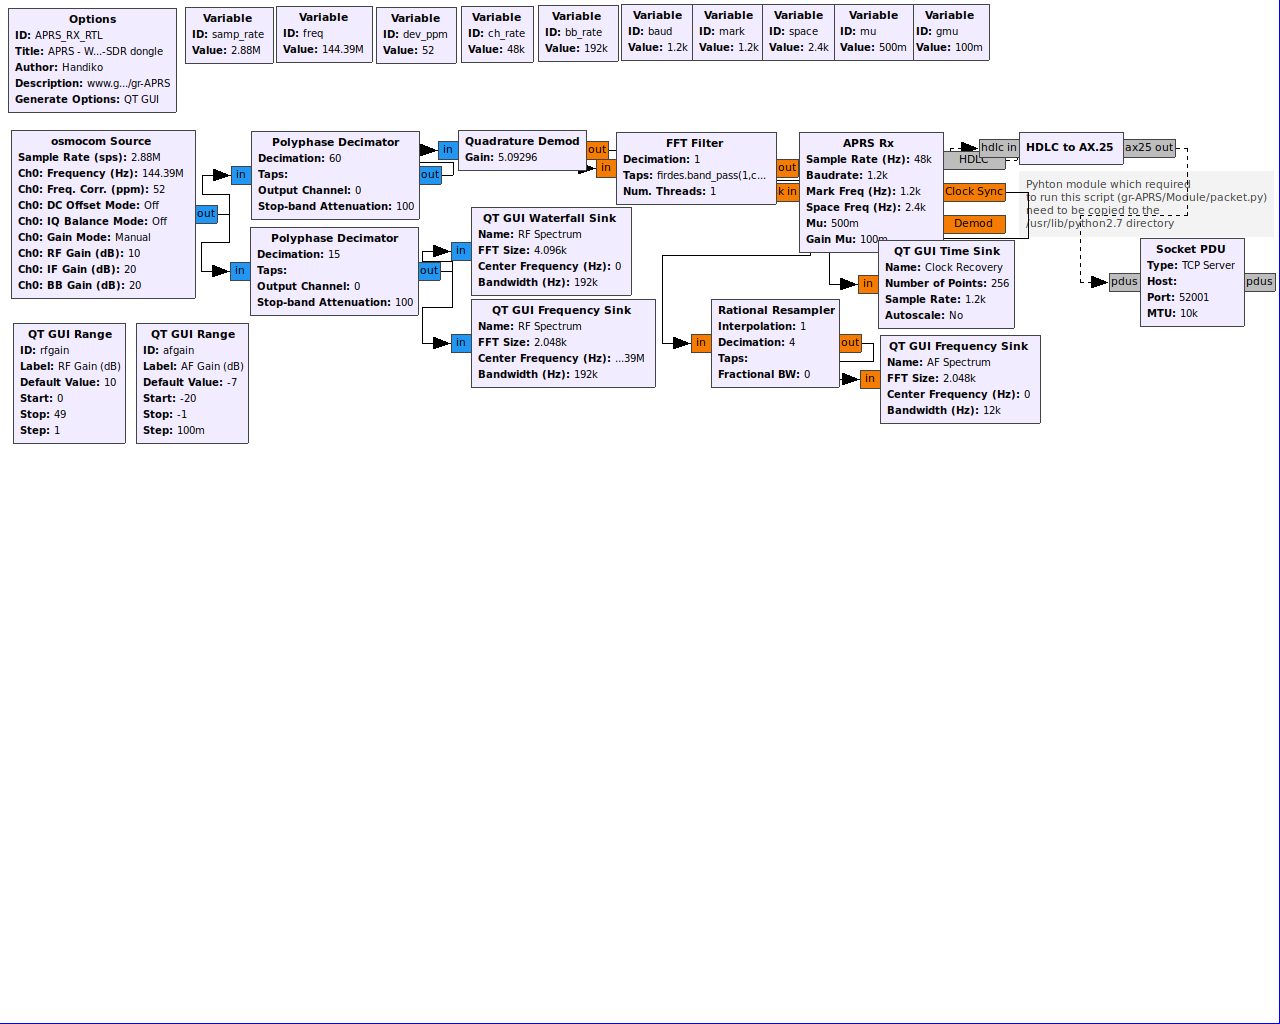 Options
ID: APRS_RX_RTL
Title: APRS - W...-SDR dongle
Author: Handiko
Description: www.g.../gr-APRS
Generate Options: QT GUI
Variable
ID: samp_rate
Value: 2.88M
Variable
ID: freq
Value: 144.39M
Variable
ID: dev_ppm
Value: 52
Variable
ID: ch_rate
Value: 48k
Variable
ID: bb_rate
Value: 192k
Variable
ID: baud
Value: 1.2k
Variable
ID: mark
Value: 1.2k
Variable
ID: space
Value: 2.4k
Variable
ID: mu
Value: 500m
Variable
ID: gmu
Value: 100m
osmocom Source
Sample Rate (sps): 2.88M
Ch0: Frequency (Hz): 144.39M
Ch0: Freq. Corr. (ppm): 52
Ch0: DC Offset Mode: Off
Ch0: IQ Balance Mode: Off
Ch0: Gain Mode: Manual
Ch0: RF Gain (dB): 10
Ch0: IF Gain (dB): 20
Ch0: BB Gain (dB): 20
out
in
Polyphase Decimator
Decimation: 60
Taps:
Output Channel: 0
Stop-band Attenuation: 100
out
in
Polyphase Decimator
Decimation: 15
Taps:
Output Channel: 0
Stop-band Attenuation: 100
out
in
Quadrature Demod
Gain: 5.09296
out
in
FFT Filter
Decimation: 1
Taps: firdes.band_pass(1,c...
Num. Threads: 1
out
in
QT GUI Waterfall Sink
Name: RF Spectrum
FFT Size: 4.096k
Center Frequency (Hz): 0
Bandwidth (Hz): 192k
in
QT GUI Frequency Sink
Name: RF Spectrum
FFT Size: 2.048k
Center Frequency (Hz): ...39M
Bandwidth (Hz): 192k
k in
APRS Rx
Sample Rate (Hz): 48k
Baudrate: 1.2k
Mark Freq (Hz): 1.2k
Space Freq (Hz): 2.4k
Mu: 500m
Gain Mu: 100m
HDLC
Clock Sync
Demod
hdlc in
HDLC to AX.25
ax25 out
Pyhton module which required
to run this script (gr-APRS/Module/packet.py)
need to be copied to the
/usr/lib/python2.7 directory
in
QT GUI Time Sink
Name: Clock Recovery
Number of Points: 256
Sample Rate: 1.2k
Autoscale: No
pdus
Socket PDU
Type: TCP Server
Host:
Port: 52001
MTU: 10k
pdus
in
Rational Resampler
Interpolation: 1
Decimation: 4
Taps:
Fractional BW: 0
out
in
QT GUI Frequency Sink
Name: AF Spectrum
FFT Size: 2.048k
Center Frequency (Hz): 0
Bandwidth (Hz): 12k
QT GUI Range
ID: rfgain
Label: RF Gain (dB)
Default Value: 10
Start: 0
Stop: 49
Step: 1
QT GUI Range
ID: afgain
Label: AF Gain (dB)
Default Value: -7
Start: -20
Stop: -1
Step: 100m